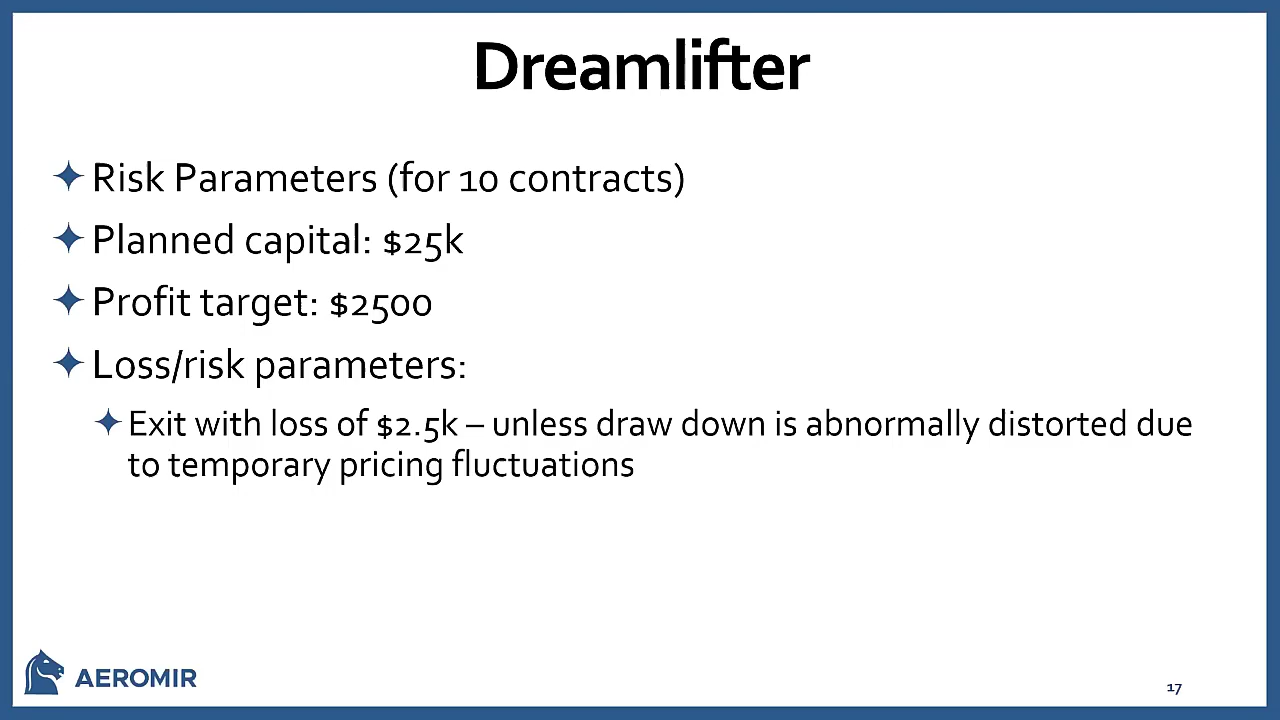 Dreamlifter
Risk Parameters (for 10 contracts)
Planned capital: $25k
Profit target: $2500
Loss/risk parameters:
Exit with loss of $2.5k – unless draw down is abnormally distorted due
to temporary pricing fluctuations
AEROMIR
17